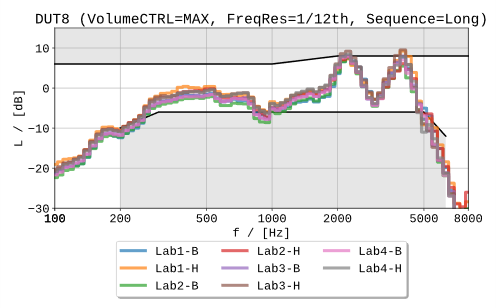 DUT8 (VolumeCTRL=MAX, FreqRes=1/12th, Sequence=Long)
10
0
−10
−20
−30
L / [dB]
100 200 500 1000 2000 5000 8000
f / [Hz]
Lab1-B Lab2-H Lab4-B
Lab1-H Lab3-B Lab4-H
Lab2-B Lab3-H